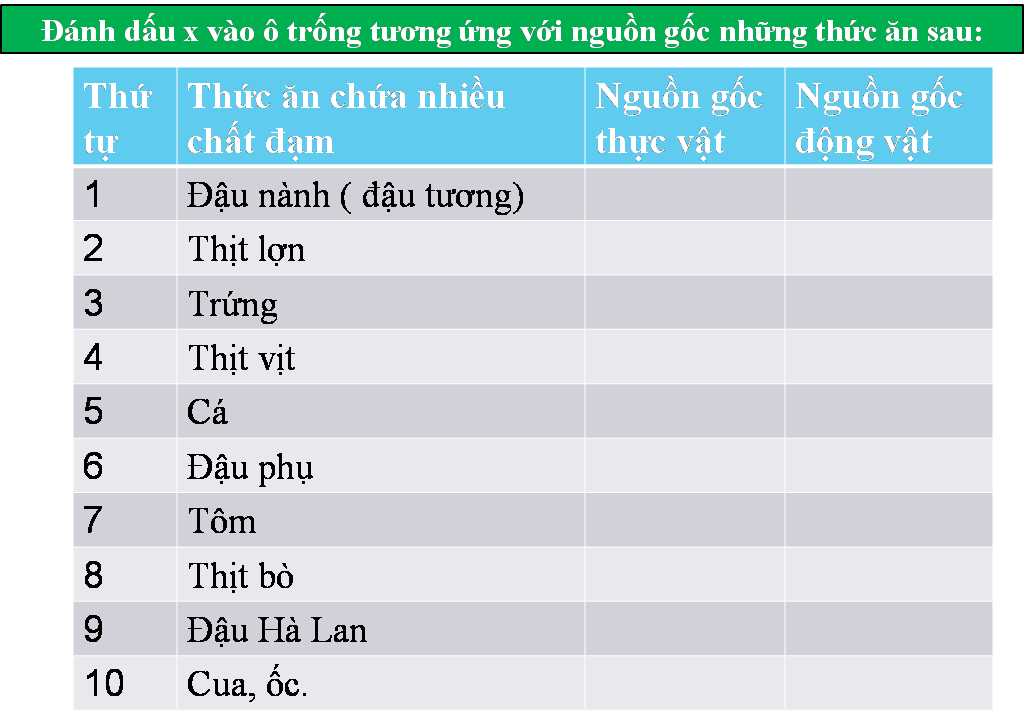 Đánh dấu x vào ô trống tương ứng với nguồn gốc những thức ăn sau:
Thứ tự
Thức ăn chứa nhiều chất đạm
Nguồn gốc thực vật
Nguồn gốc động vật
1 Đậu nành ( đậu tương)
2 Thịt lợn
3 Trứng
4 Thịt vịt
5 Cá
6 Đậu phụ
7 Tôm
8 Thịt bò
9 Đậu Hà Lan
10 Cua, ốc.